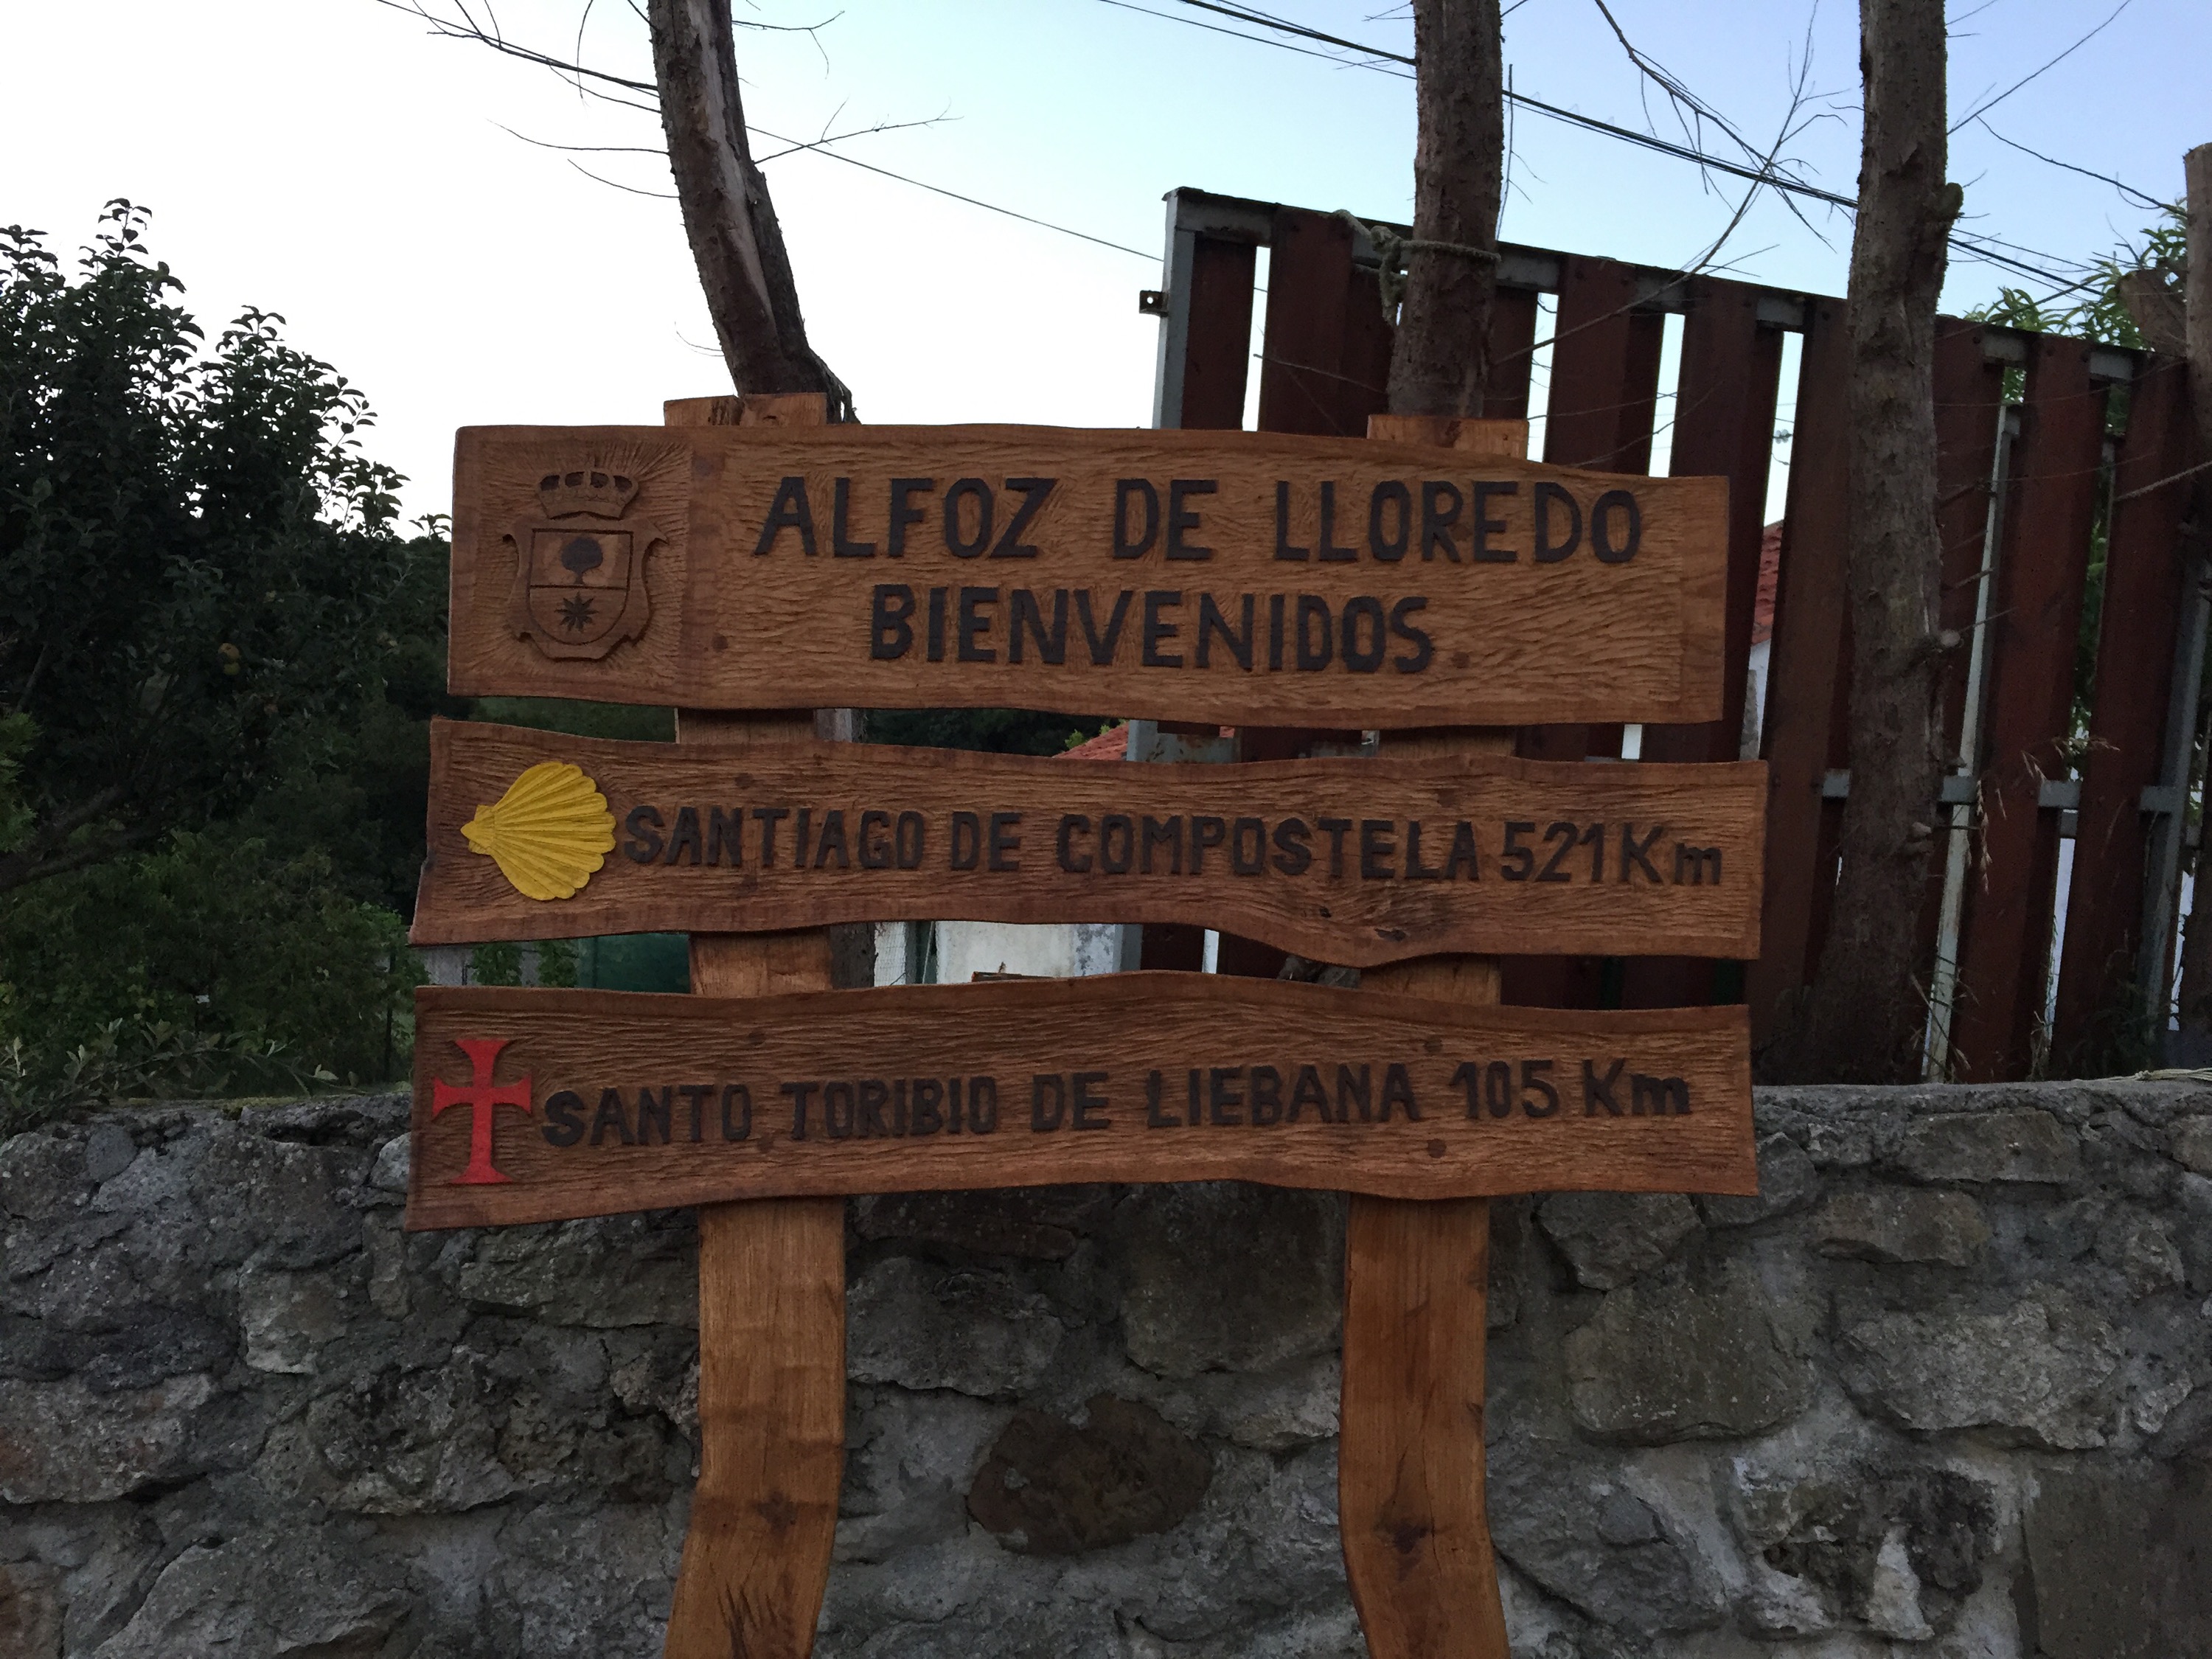 ALFOZ DE LLOREDO
BIENVENIDOS
SANTIAGO DE COMPOSTELA 521Km
SANTO TORIBIO DE LIEBANA 105 Km